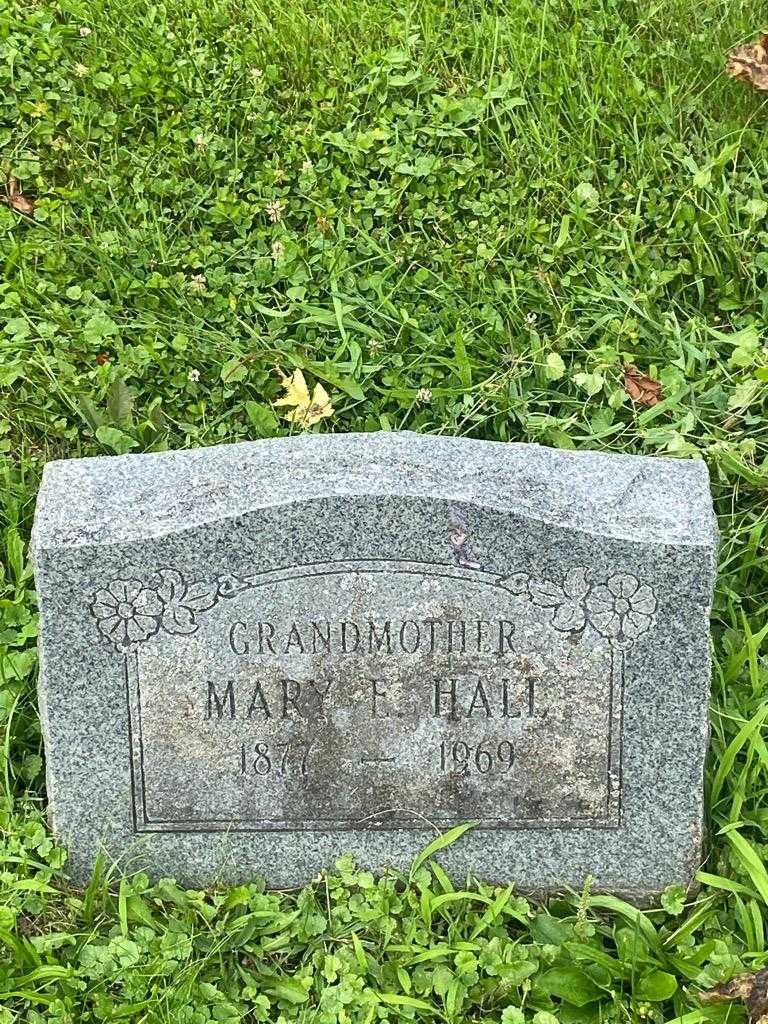 GRANDMOTHER
MARY E. HALL
1877 — 1969